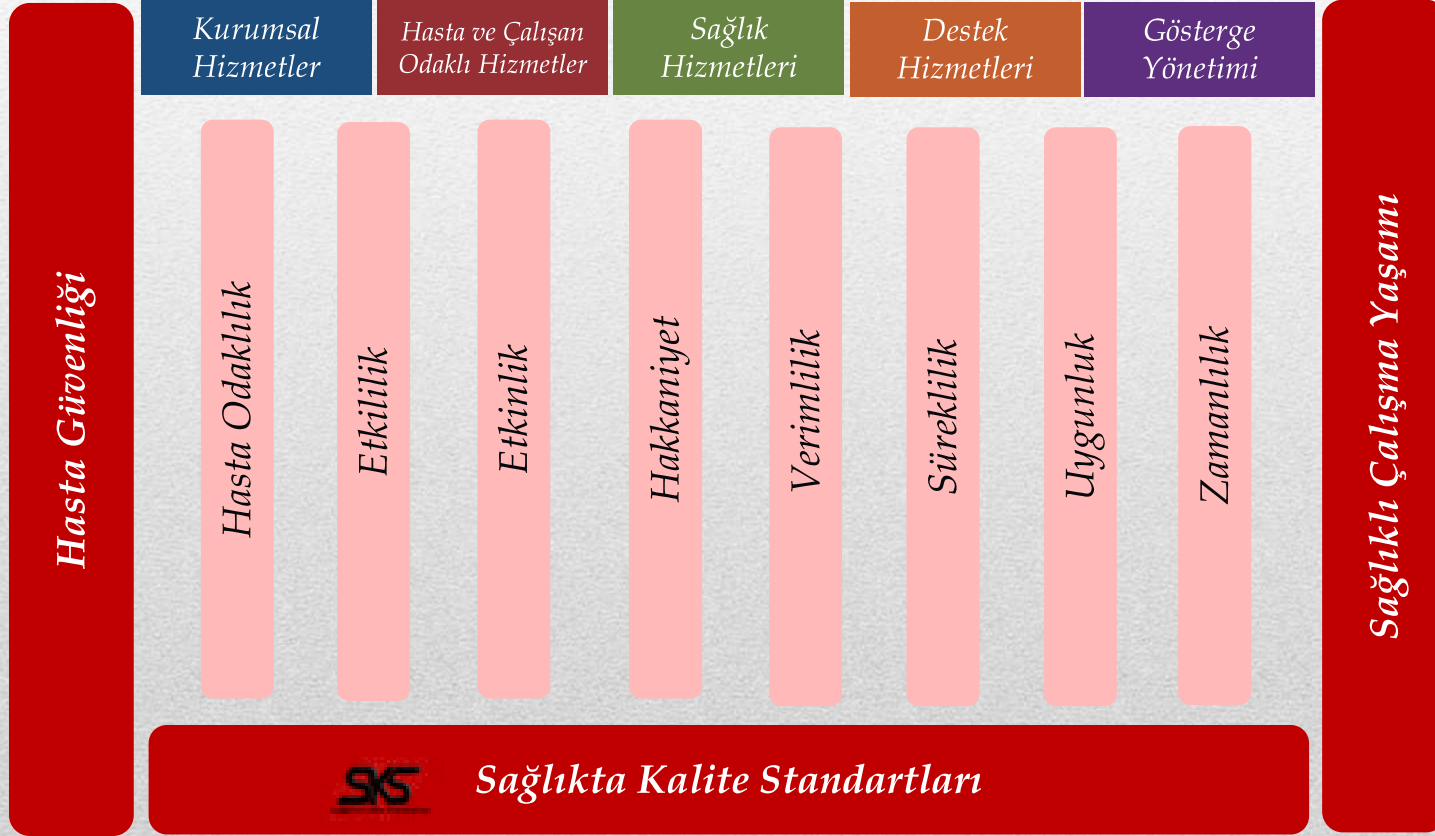 Kurumsal
Hizmetler
Hasta ve Çalışan
Odaklı Hizmetler
Sağlık
Hizmetleri
Destek
Hizmetleri
Gösterge
Yönetimi
Hasta Güvenliği
Hasta Odaklılık
Etkililik
Etkinlik
Hakkaniyet
Verimlilik
Süreklilik
Uygunluk
Zamanlılık
Sağlıklı Çalışma Yaşamı
SKS
Sağlıkta Kalite Standartları